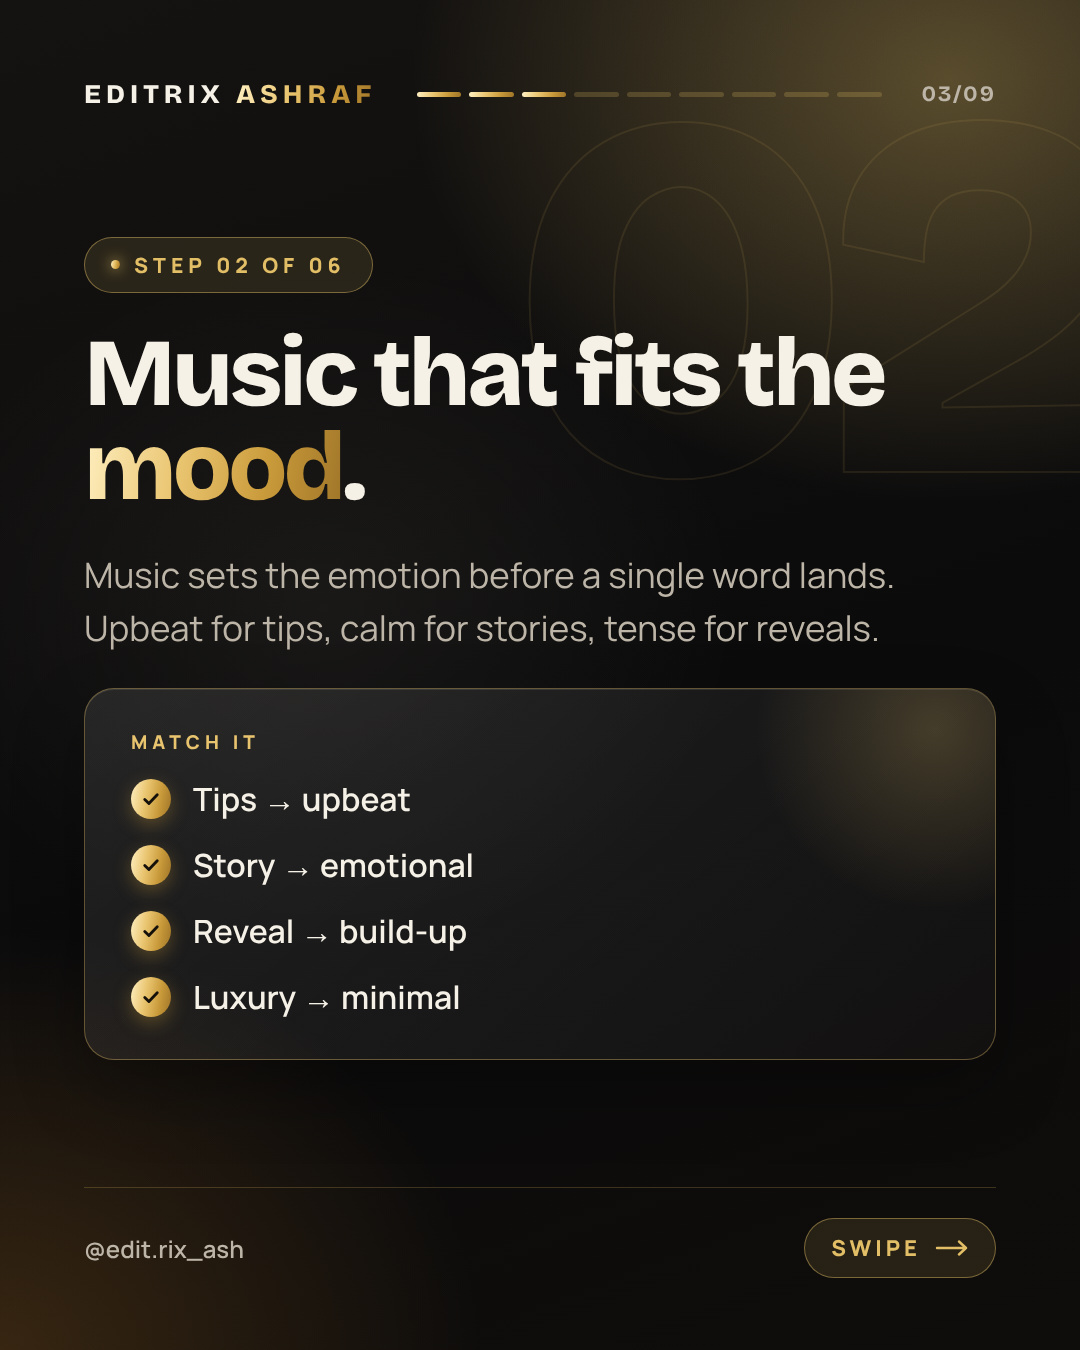 EDITRIX ASHRAF
03/09
02
STEP 02 OF 06
Music that fits the
mood.
Music sets the emotion before a single word lands.
Upbeat for tips, calm for stories, tense for reveals.
MATCH IT
Tips → upbeat
Story → emotional
Reveal → build-up
Luxury → minimal
@edit.rix_ash
SWIPE →